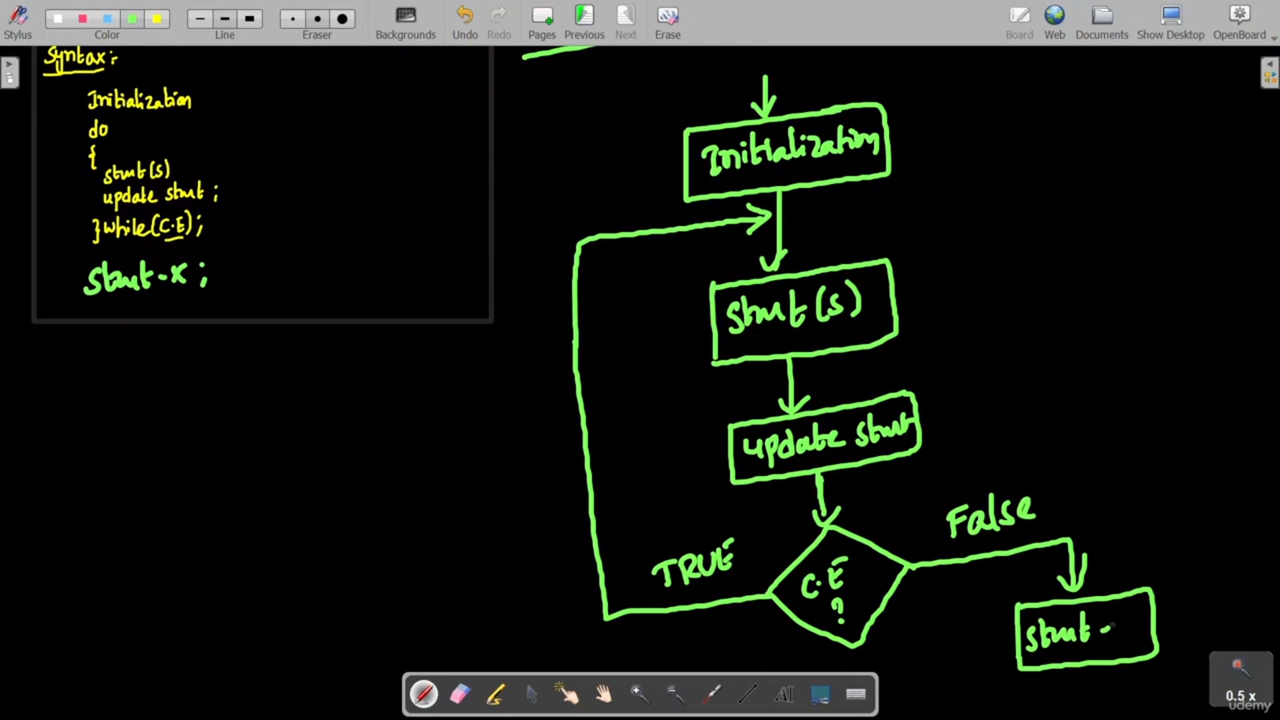 Stylus
Color
Line
Eraser
Backgrounds
Undo
Redo
Pages
Previous
Next
Erase
Board
Web
Documents
Show Desktop
OpenBoard
Syntax:
Initialization
do
{
stmt(s)
update stmt ;
}while(C.E);
stmt-x ;
Initialization
stmt(s)
update stmt
C.E
?
TRUE
False
stmt -
0.5 x
udemy